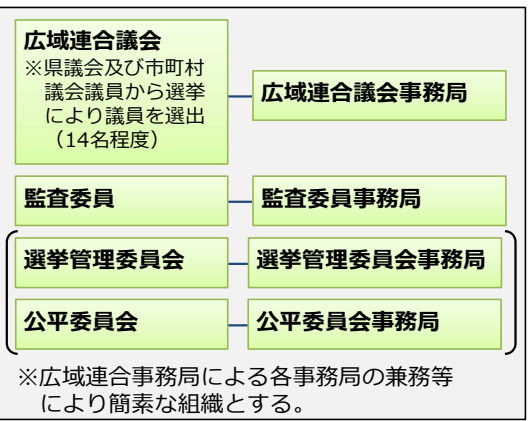 広域連合議会
※県議会及び市町村
議会議員から選挙
により議員を選出
(14名程度)
広域連合議会事務局
監査委員
監査委員事務局
選挙管理委員会
選挙管理委員会事務局
公平委員会
公平委員会事務局
※広域連合事務局による各事務局の兼務等
により簡素な組織とする。